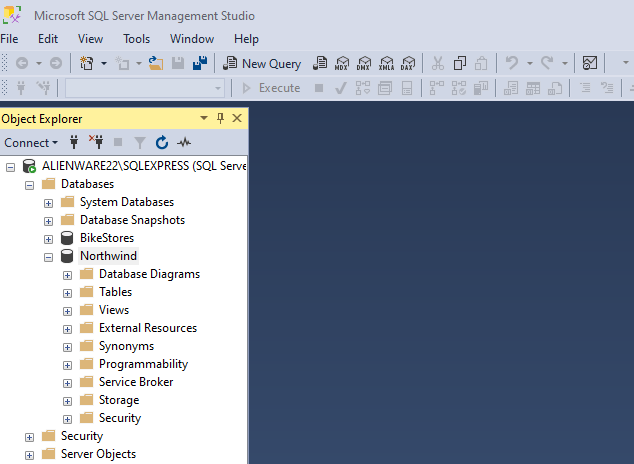 Microsoft SQL Server Management Studio
File Edit View Tools Window Help
New Query MDX DMX XMLA DAX
Execute
Object Explorer
Connect
ALIENWARE22\SQLEXPRESS (SQL Serve
Databases
System Databases
Database Snapshots
BikeStores
Northwind
Database Diagrams
Tables
Views
External Resources
Synonyms
Programmability
Service Broker
Storage
Security
Security
Server Objects